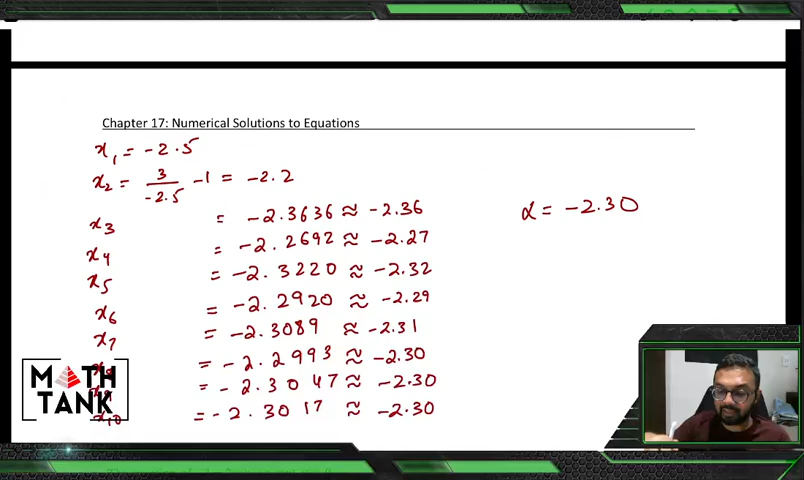 Chapter 17: Numerical Solutions to Equations
x₁ = -2.5
x₂ = 3/-2.5 -1 = -2.2
x₃ = -2.3636 ≈ -2.36
α = -2.30
x₄ = -2.2692 ≈ -2.27
x₅ = -2.3220 ≈ -2.32
x₆ = -2.2920 ≈ -2.29
x₇ = -2.3089 ≈ -2.31
x₈ = -2.2993 ≈ -2.30
x₉ = -2.3047 ≈ -2.30
x₁₀ = -2.3017 ≈ -2.30
MATH
TANK